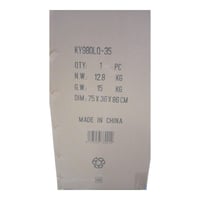 KY980LQ-35
QTY: 1 PC
N.W: 12.8 KG
G.W: 15 KG
DIM: 75 X 36 X 86 CM
MADE IN CHINA